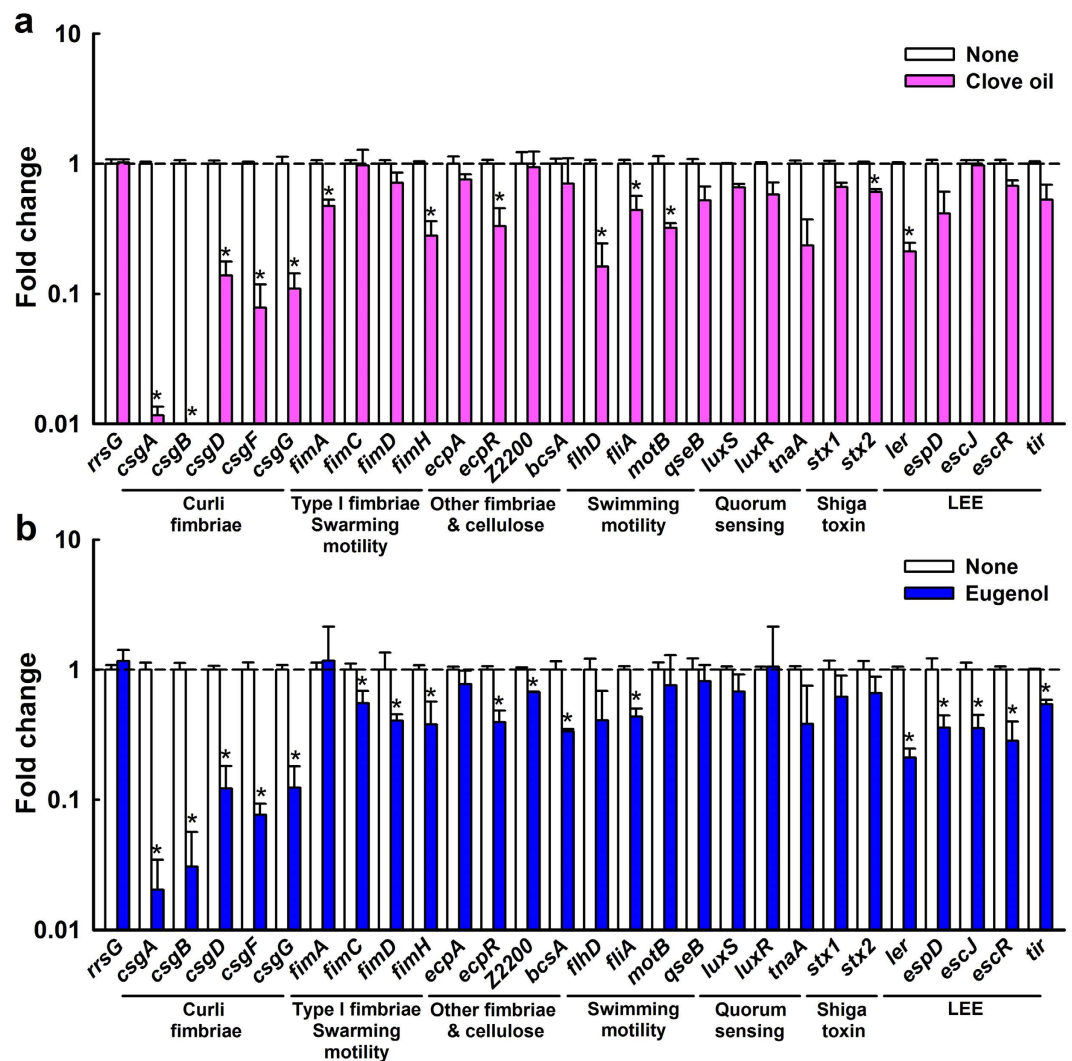 a
10
None
Clove oil
Fold change
1
0.1
0.01
* * * * * * * * * * * * *
rrsG csgA csgB csgD csgF csgG fimA fimC fimD fimH ecpA ecpR Z2200 bcsA flhD fliA motB qseB luxS luxR tnaA stx1 stx2 ler espD escJ escR tir
Curli Type I fimbriae Other fimbriae Swimming Quorum Shiga LEE
fimbriae Swarming & cellulose motility sensing toxin
motility
b
10
None
Eugenol
Fold change
1
0.1
0.01
* * * * * * * * * * * * * * * * * *
rrsG csgA csgB csgD csgF csgG fimA fimC fimD fimH ecpA ecpR Z2200 bcsA flhD fliA motB qseB luxS luxR tnaA stx1 stx2 ler espD escJ escR tir
Curli Type I fimbriae Other fimbriae Swimming Quorum Shiga LEE
fimbriae Swarming & cellulose motility sensing toxin
motility